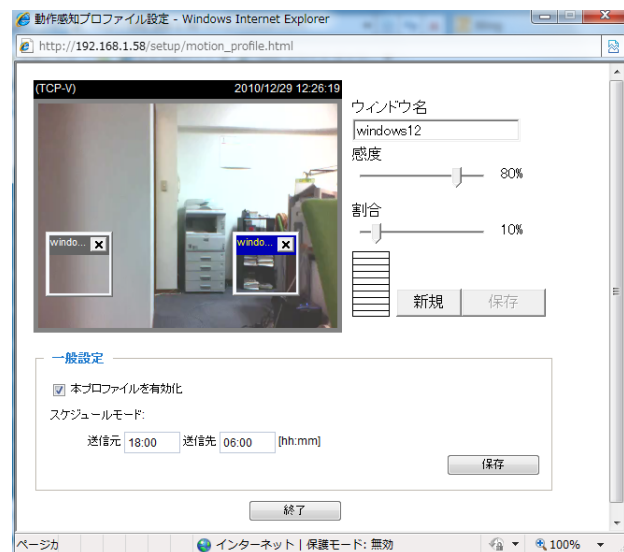 動作感知プロファイル設定 - Windows Internet Explorer
http://192.168.1.58/setup/motion_profile.html
(TCP-V) 2010/12/29 12:26:19
ウィンドウ名
windows12
感度
80%
割合
10%
windo...
windo...
新規 保存
一般設定
本プロファイルを有効化
スケジュールモード:
送信元 18:00 送信先 06:00 [hh:mm]
保存
終了
ページカ インターネット | 保護モード: 無効 100%